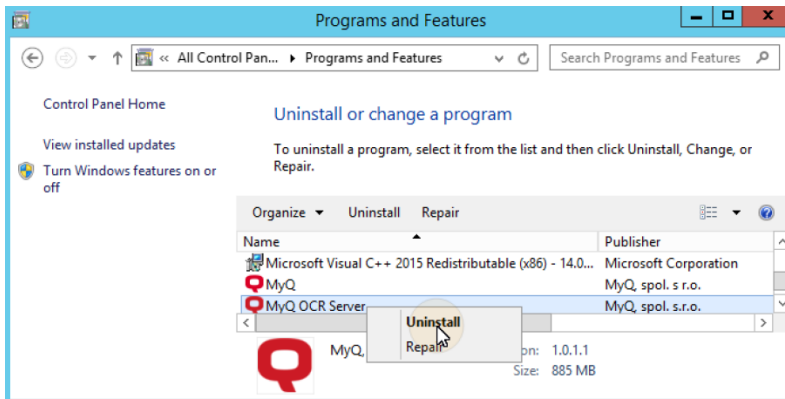 Programs and Features
« All Control Pan... Programs and Features
Search Programs and Features
Control Panel Home
View installed updates
Turn Windows features on or
off
Uninstall or change a program
To uninstall a program, select it from the list and then click Uninstall, Change, or
Repair.
Organize Uninstall Repair
Name Publisher
Microsoft Visual C++ 2015 Redistributable (x86) - 14.0... Microsoft Corporation
MyQ MyQ, spol. s r.o.
MyQ OCR Server MyQ, spol. s.r.o.
Uninstall
Repair
MyQ, 1.0.1.1
Size: 885 MB